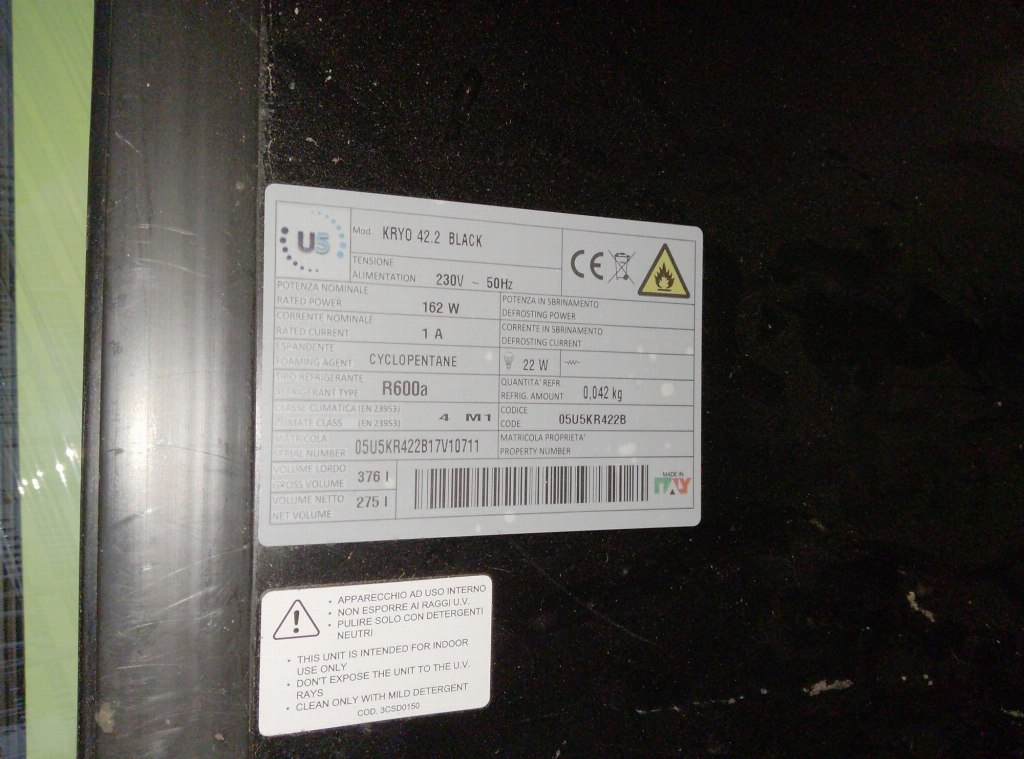 U5
Mod. KRYO 42.2 BLACK
TENSIONE
ALIMENTATION 230V ~ 50Hz
CE
POTENZA NOMINALE
RATED POWER 162 W
POTENZA IN SBRINAMENTO
DEFROSTING POWER
CORRENTE NOMINALE
RATED CURRENT 1 A
CORRENTE IN SBRINAMENTO
DEFROSTING CURRENT
ESPANDENTE
FOAMING AGENT CYCLOPENTANE
22 W
TIPO REFRIGERANTE
REFRIGERANT TYPE R600a
QUANTITA' REFR.
REFRIG. AMOUNT 0,042 kg
CLASSE CLIMATICA (EN 23953)
CLIMATE CLASS (EN 23953) 4 M1
CODICE
CODE 05U5KR422B
MATRICOLA
SERIAL NUMBER 05U5KR422B17V10711
MATRICOLA PROPRIETA'
PROPERTY NUMBER
VOLUME LORDO
GROSS VOLUME 376 l
VOLUME NETTO
NET VOLUME 275 l
MADE IN
ITALY
• APPARECCHIO AD USO INTERNO
• NON ESPORRE AI RAGGI U.V.
• PULIRE SOLO CON DETERGENTI
NEUTRI
• THIS UNIT IS INTENDED FOR INDOOR
USE ONLY
• DON'T EXPOSE THE UNIT TO THE U.V.
RAYS
• CLEAN ONLY WITH MILD DETERGENT
COD. 3CSD0150